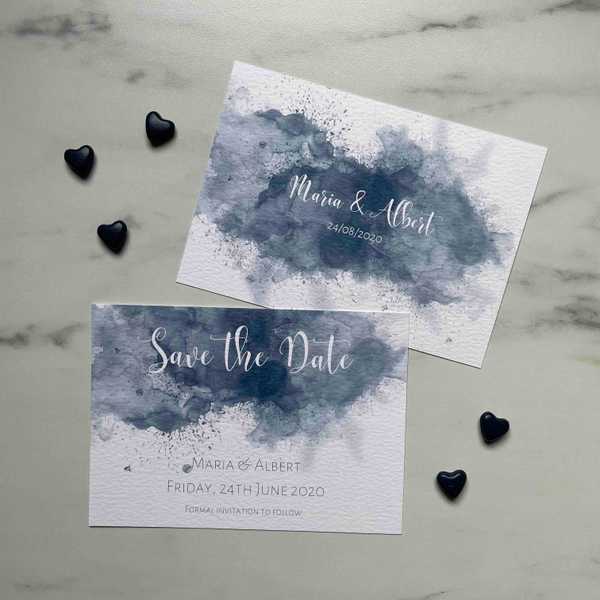 Maria & Albert
24/08/2020
Save the Date
Maria & Albert
Friday, 24th June 2020
Formal invitation to follow